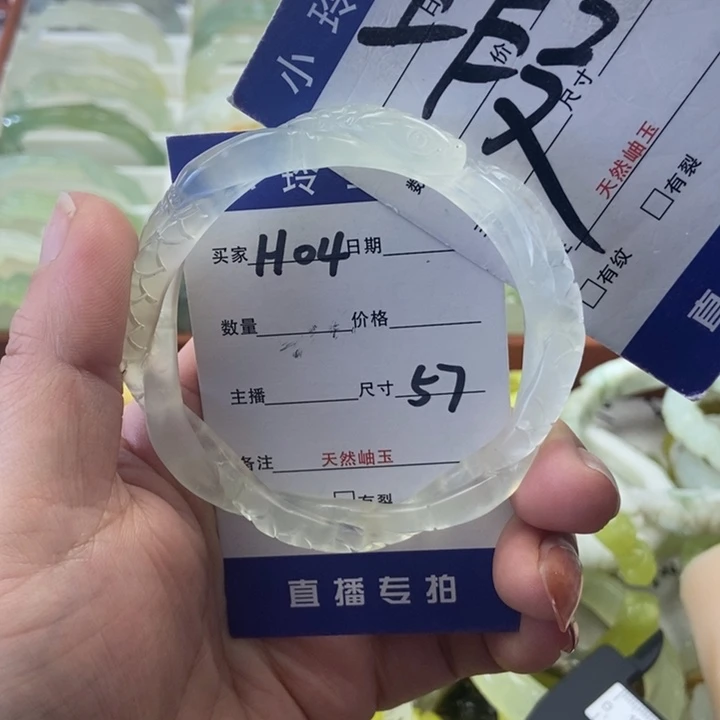 小玲
价
尺寸
数
天然岫玉
有裂
有纹
直
玲
买家 H04 日期
数量 价格
主播 尺寸 57
备注 天然岫玉
有裂
直播专拍